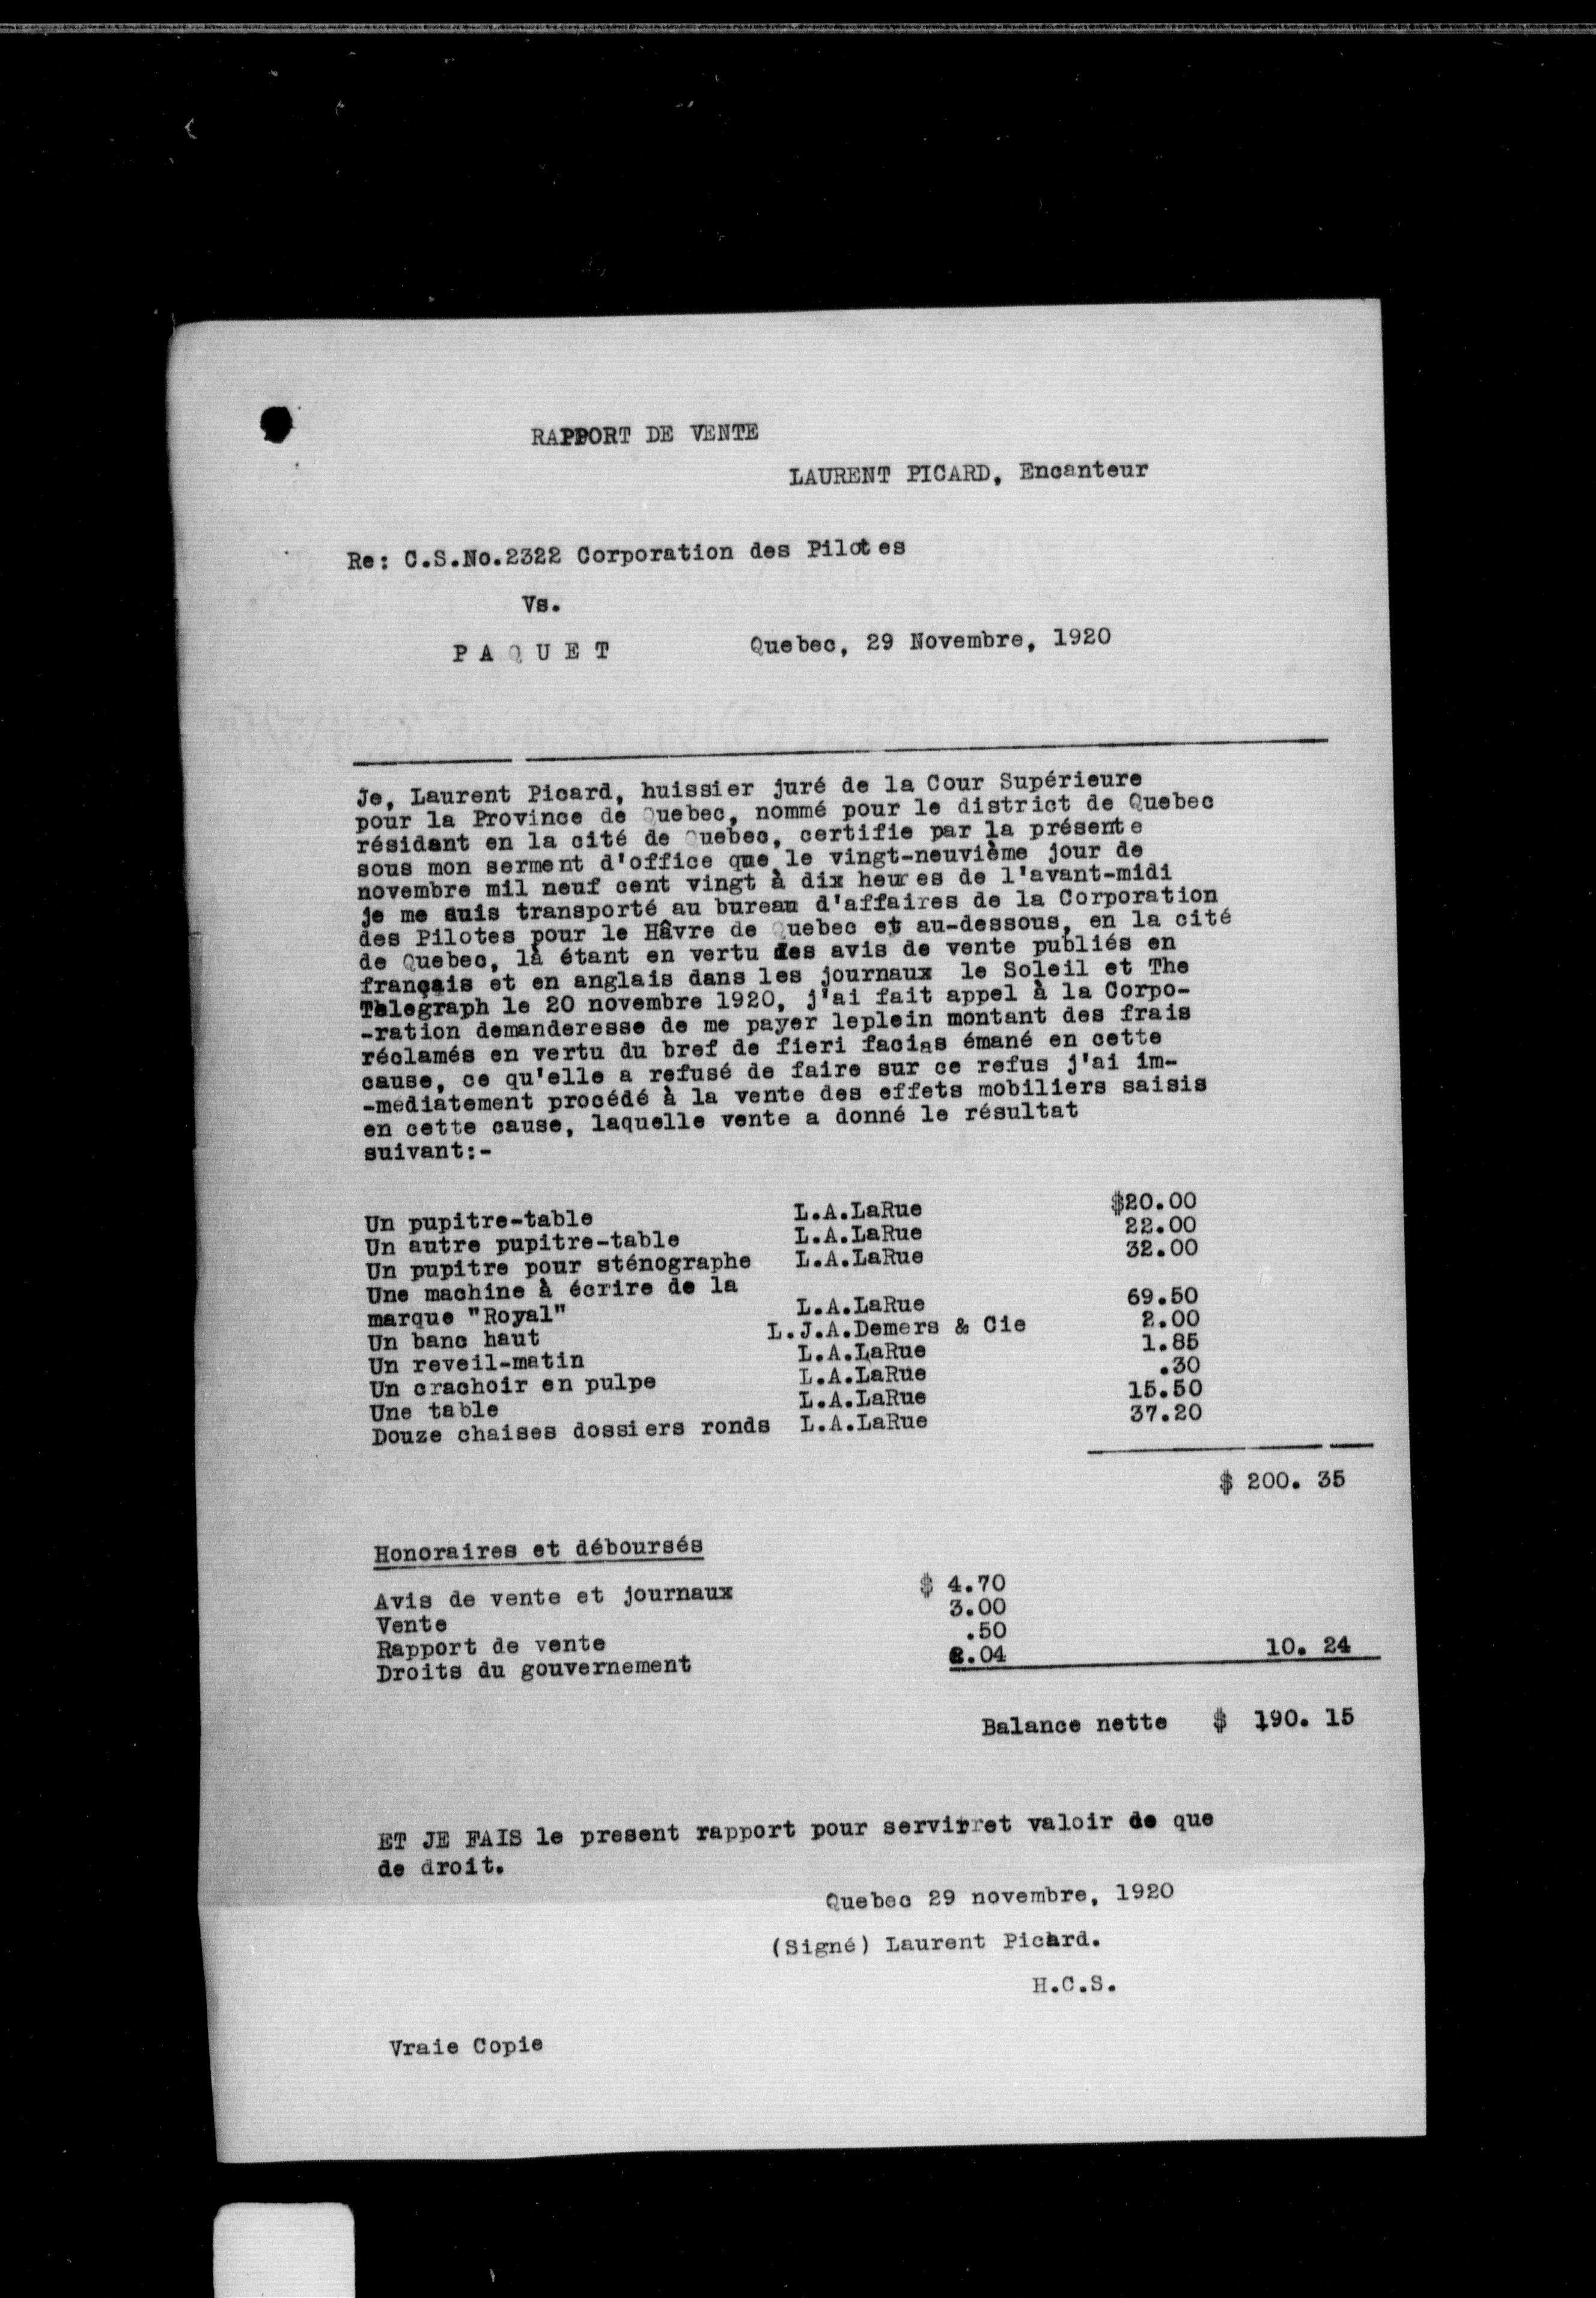 RAPPORT DE VENTE
LAURENT PICARD, Encanteur
Re: C.S.No.2322 Corporation des Pilotes
Vs.
P A Q U E T Quebec, 29 Novembre, 1920
Je, Laurent Picard, huissier juré de la Cour Supérieure
pour la Province de Quebec, nommé pour le district de Quebec
résidant en la cité de Quebec, certifie par la présente
sous mon serment d'office que le vingt-neuvième jour de
novembre mil neuf cent vingt à dix heures de l'avant-midi
je me suis transporté au bureau d'affaires de la Corporation
des Pilotes pour le Hâvre de Quebec et au-dessous, en la cité
de Quebec, là étant en vertu des avis de vente publiés en
français et en anglais dans les journaux le Soleil et The
Telegraph le 20 novembre 1920, j'ai fait appel à la Corpo-
-ration demanderesse de me payer leplein montant des frais
réclamés en vertu du bref de fieri facias émané en cette
cause, ce qu'elle a refusé de faire sur ce refus j'ai im-
-mediatement procédé à la vente des effets mobiliers saisis
en cette cause, laquelle vente a donné le résultat
suivant:-
Un pupitre-table L.A.LaRue $20.00
Un autre pupitre-table L.A.LaRue 22.00
Un pupitre pour sténographe L.A.LaRue 32.00
Une machine à écrire de la
marque "Royal" L.A.LaRue 69.50
Un banc haut L.J.A.Demers & Cie 2.00
Un reveil-matin L.A.LaRue 1.85
Un crachoir en pulpe L.A.LaRue .30
Une table L.A.LaRue 15.50
Douze chaises dossiers ronds L.A.LaRue 37.20
$ 200. 35
Honoraires et déboursés
Avis de vente et journaux $ 4.70
Vente 3.00
Rapport de vente .50
Droits du gouvernement 2.04 10. 24
Balance nette $ 190. 15
ET JE FAIS le present rapport pour servirret valoir de que
de droit.
Quebec 29 novembre, 1920
(Signé) Laurent Picard.
H.C.S.
Vraie Copie